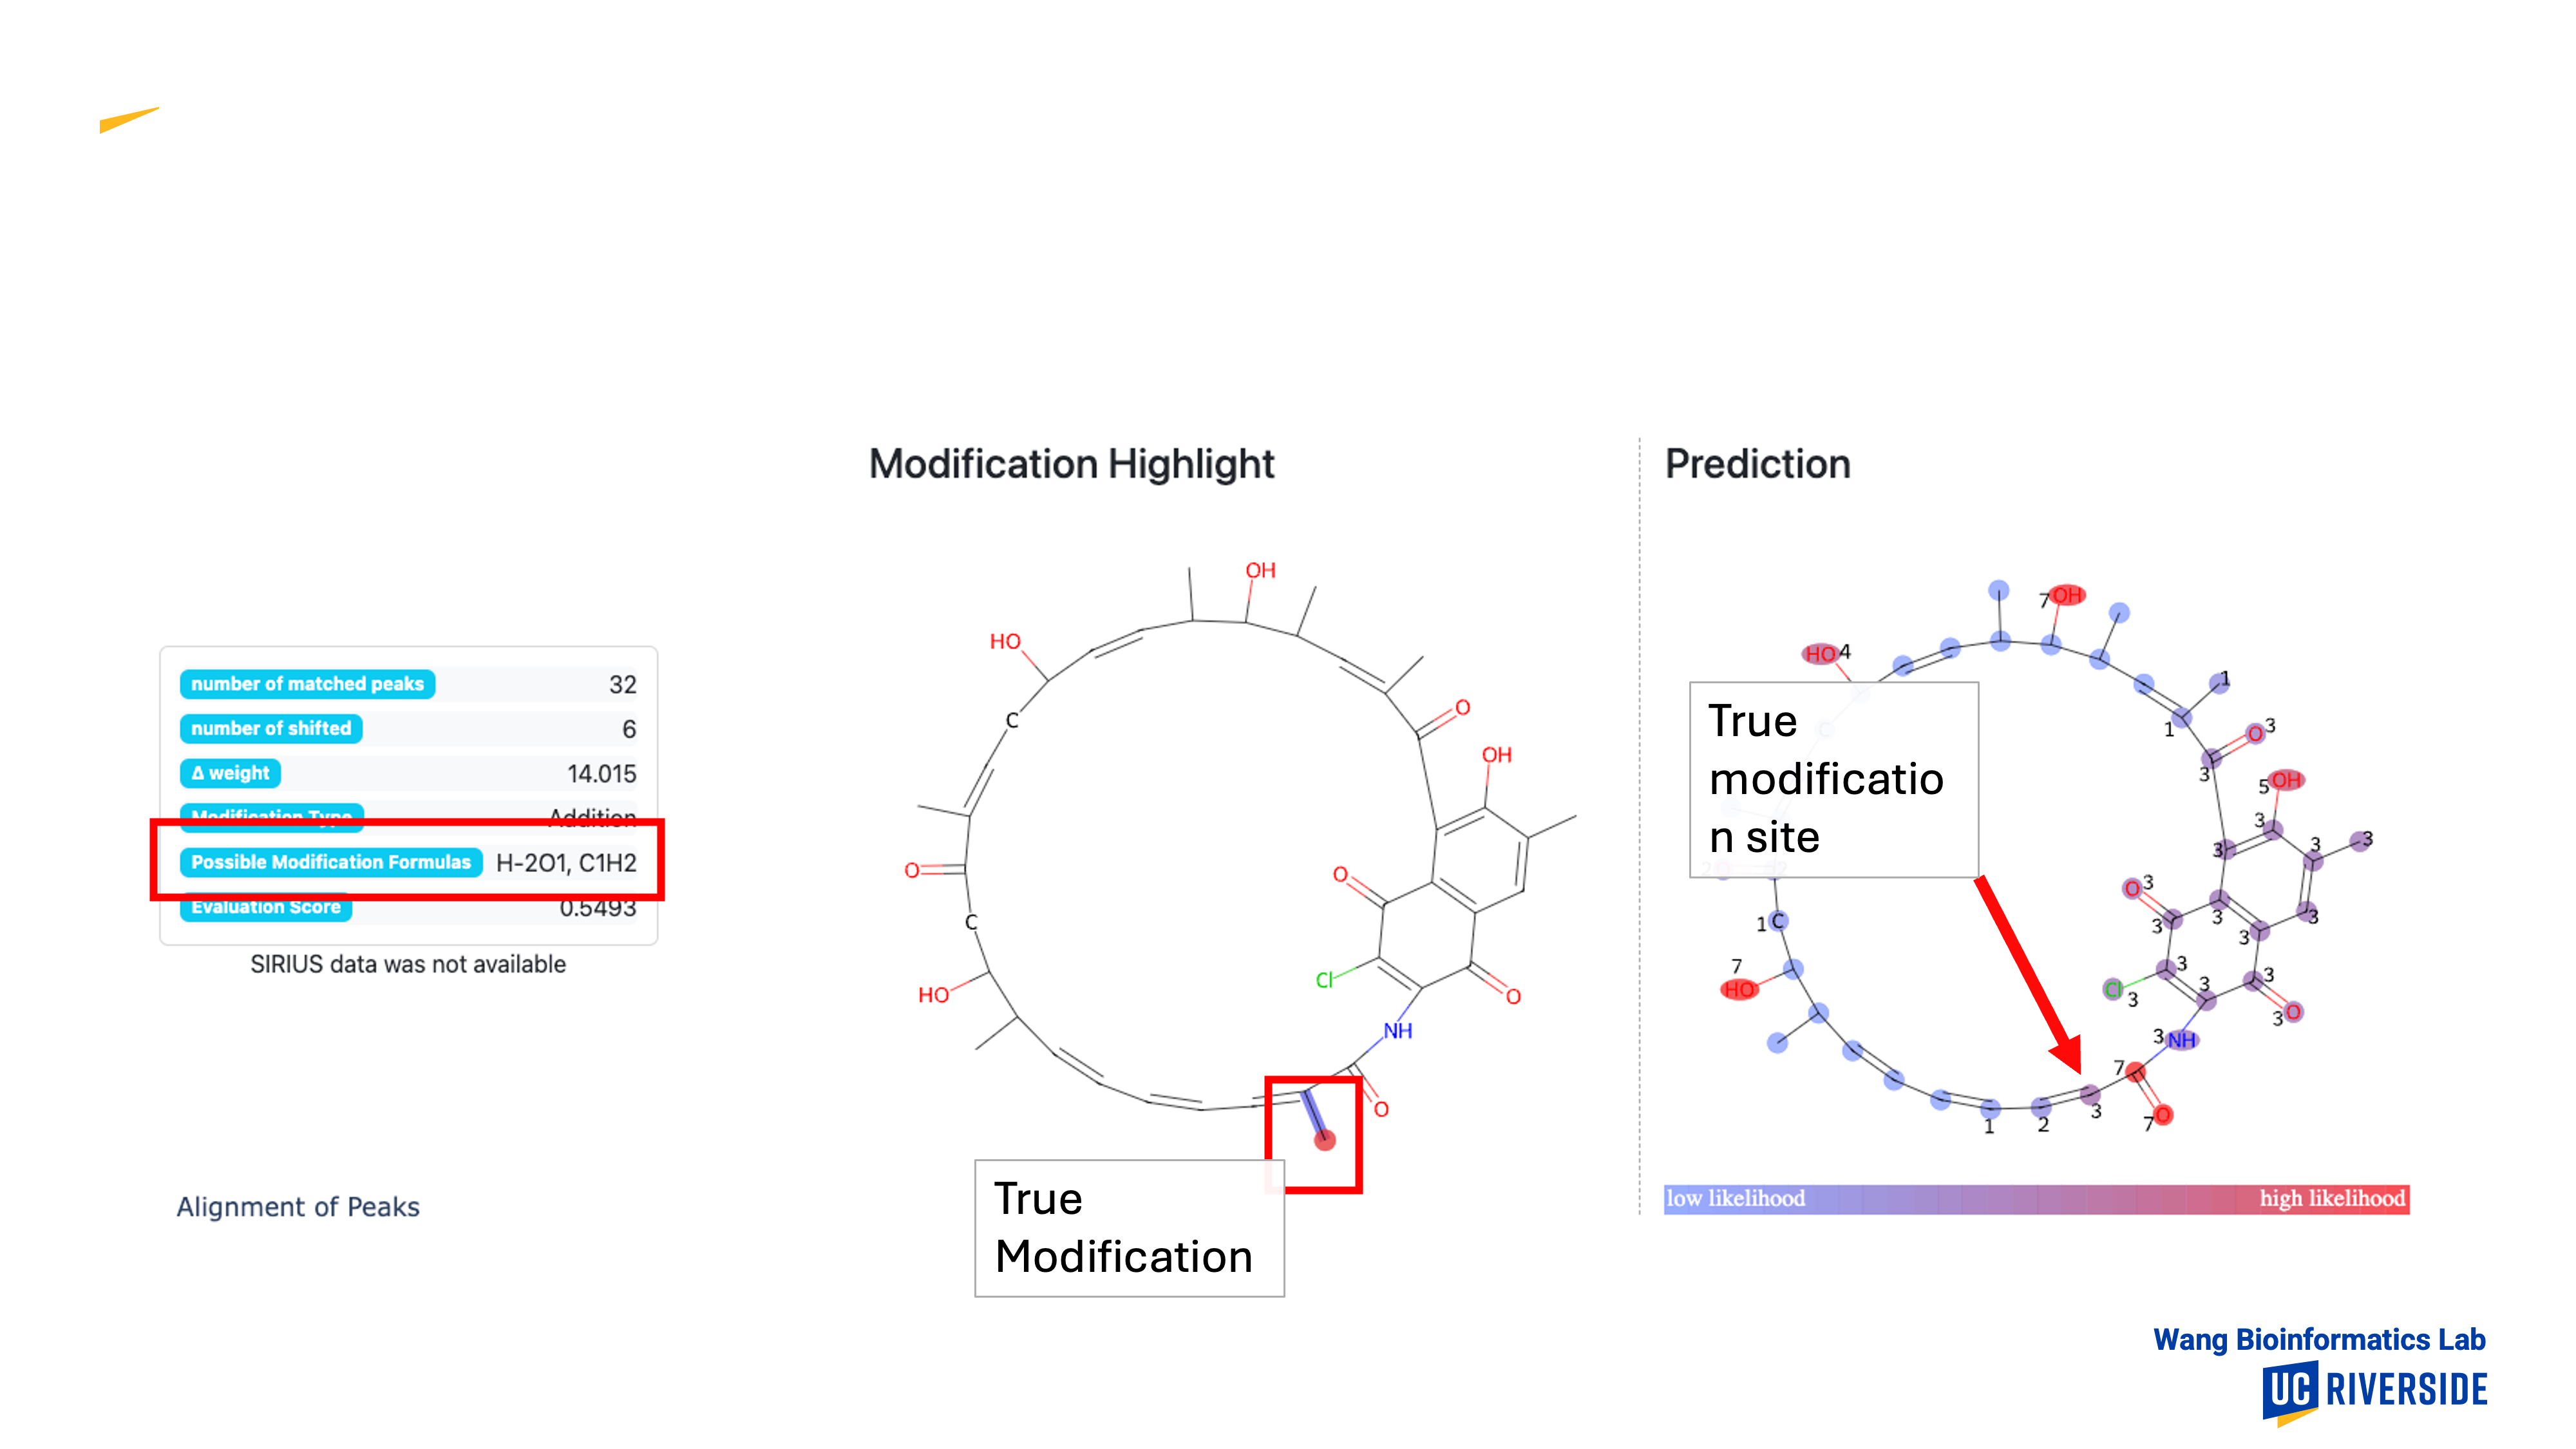 Modification Highlight
Prediction
number of matched peaks 32
number of shifted 6
Δ weight 14.015
Modification Type Addition
Possible Modification Formulas H-2O1, C1H2
Evaluation Score 0.5493
SIRIUS data was not available
Alignment of Peaks
OH
HO
C
O
OH
O
O
C
Cl
HO
O
NH
O
True
Modification
7 OH
HO 4
1
1
O 3
3
5 OH
3
3
3
3
O 3
3
3
3
3
1 C
3
3
3
Cl 3
7
HO
3 O
3 NH
7
3
1
2
7 O
True
modificatio
n site
low likelihood
high likelihood
Wang Bioinformatics Lab
UC RIVERSIDE